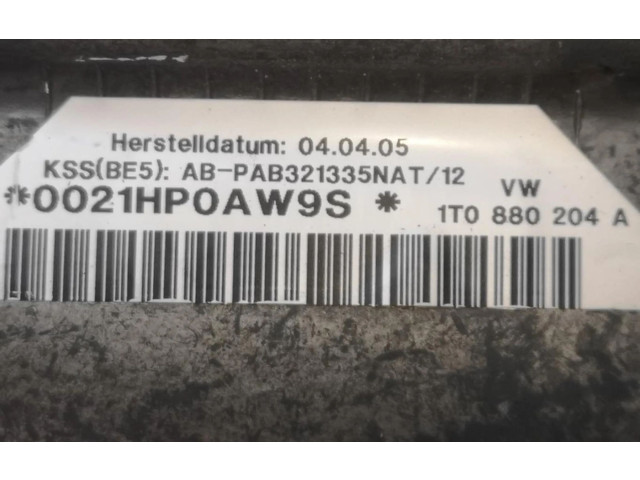 Herstelldatum: 04.04.05
KSS(BE5): AB-PAB321335NAT/12
*0021HP0AW9S * VW
1T0 880 204 A